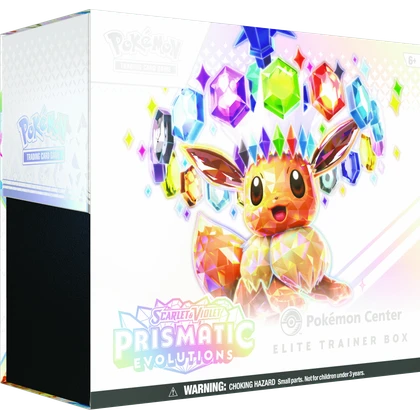 Pokémon
Pokémon
TRADING CARD GAME
6+
SCARLET & VIOLET
PRISMATIC
EVOLUTIONS
Pokémon Center
ELITE TRAINER BOX
WARNING: CHOKING HAZARD Small parts. Not for children under 3 years.